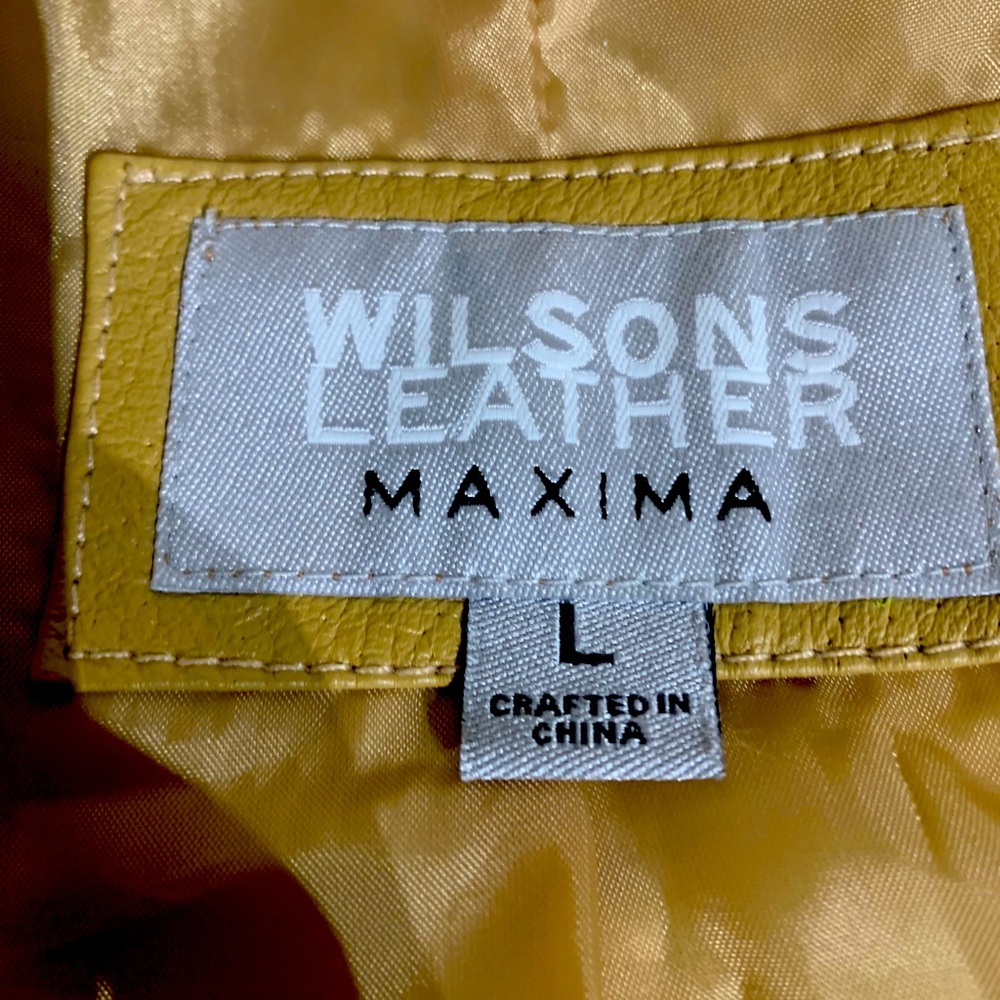 WILSONS
LEATHER
MAXIMA
L
CRAFTED IN
CHINA